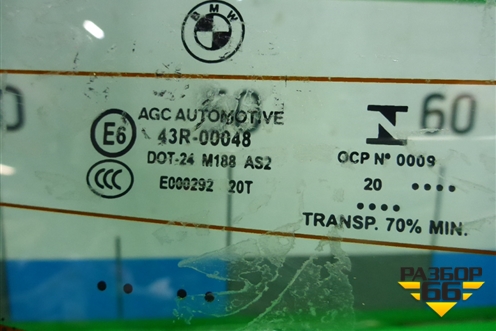 BMW
60
AGC AUTOMOTIVE
E6
43R-00048
DOT-24 M188 AS2
OCP Nº 0009
CCC
E000292 20T
20
TRANSP. 70% MIN.
РАЗБОР
66